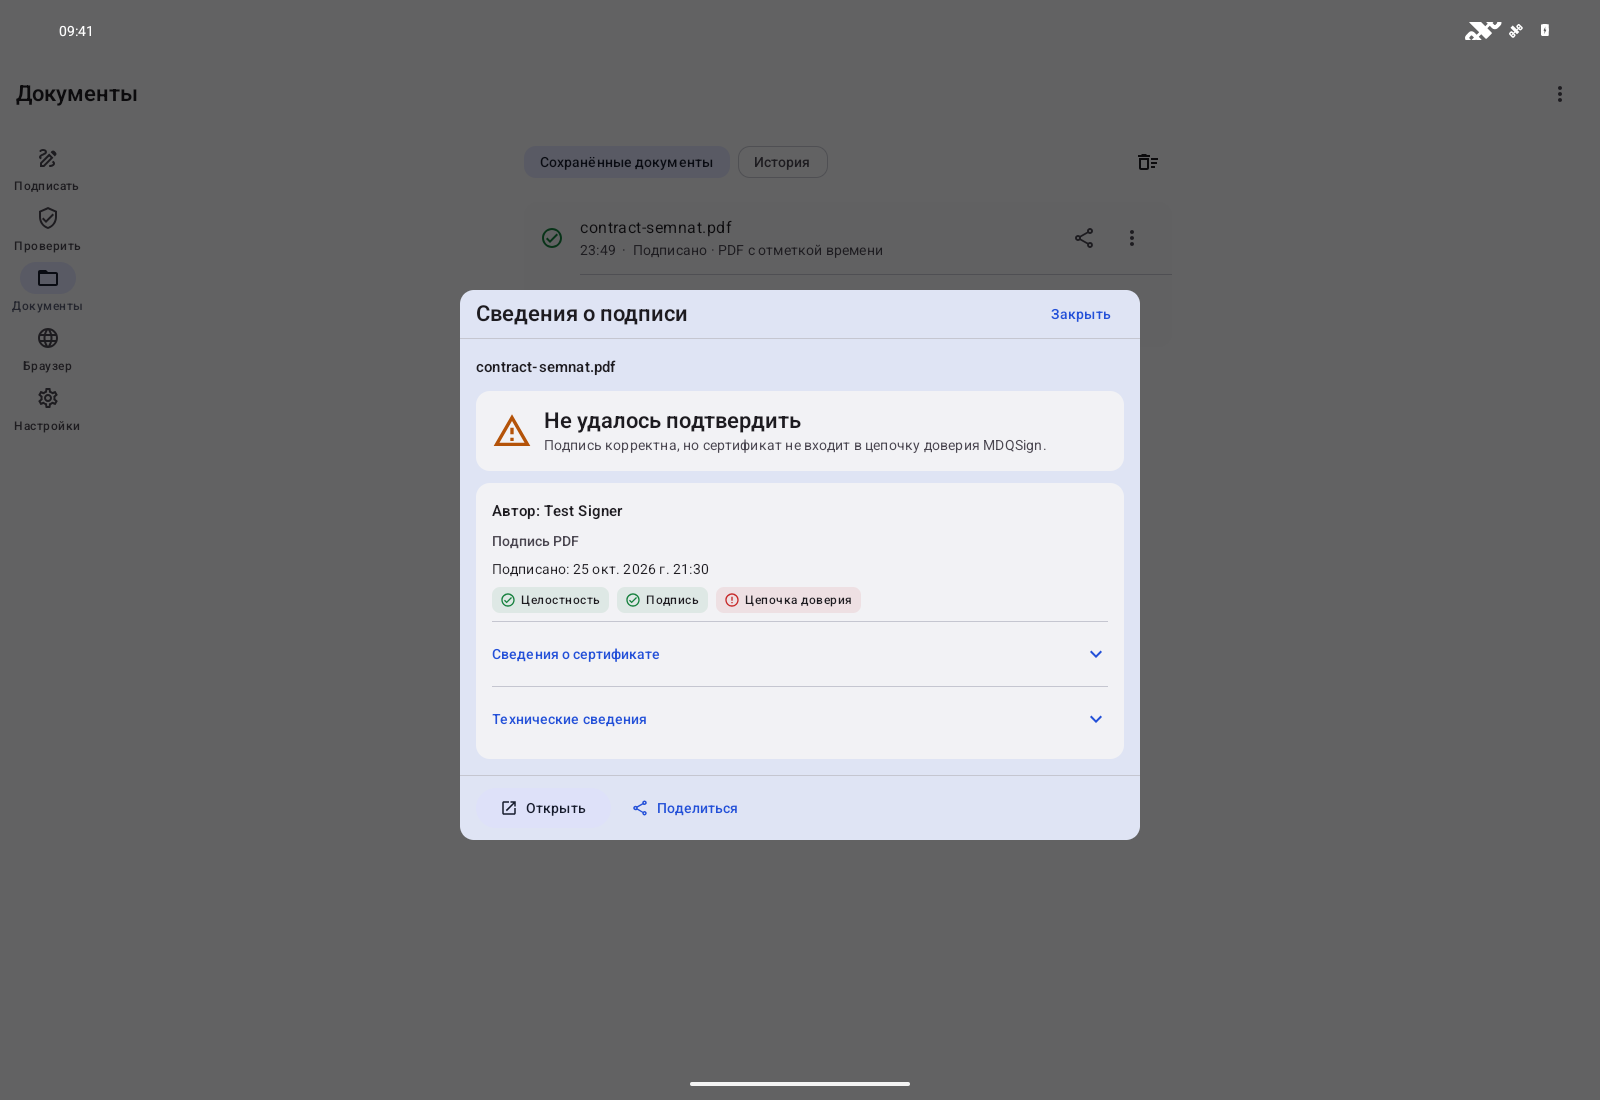 09:41
Документы
Подписать
Проверить
Документы
Браузер
Настройки
Сохранённые документы
История
contract-semnat.pdf
23:49 · Подписано · PDF с отметкой времени
Сведения о подписи
Закрыть
contract-semnat.pdf
Не удалось подтвердить
Подпись корректна, но сертификат не входит в цепочку доверия MDQSign.
Автор: Test Signer
Подпись PDF
Подписано: 25 окт. 2026 г. 21:30
Целостность
Подпись
Цепочка доверия
Сведения о сертификате
Технические сведения
Открыть
Поделиться